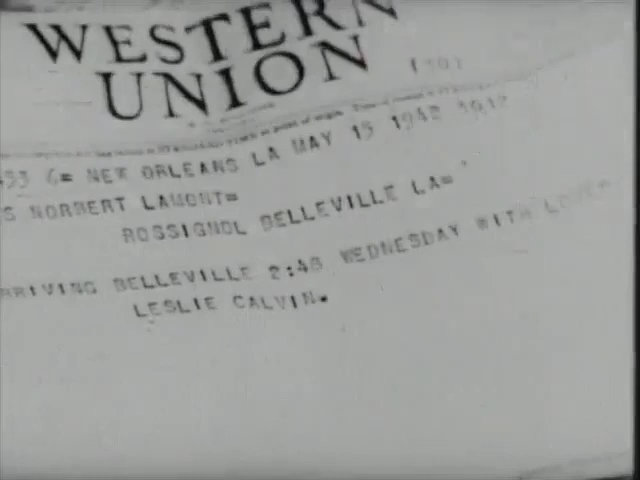 WESTERN
UNION
NEW ORLEANS LA MAY 15 1942
S NORBERT LAMONT=
ROSSIGNOL BELLEVILLE LA=
RRIVING BELLEVILLE 2:48 WEDNESDAY WITH
LESLIE CALVIN.